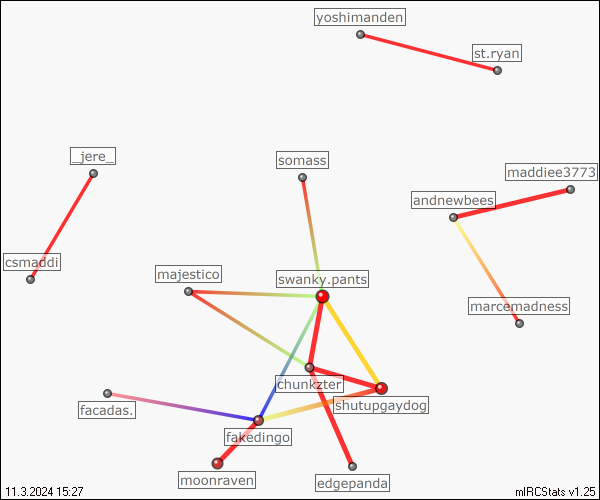 yoshimanden
st.ryan
_jere_
somass
maddiee3773
andnewbees
csmaddi
majestico
swanky.pants
marcemadness
chunkzter
shutupgaydog
facadas.
fakedingo
moonraven
edgepanda
11.3.2024 15:27
mIRCStats v1.25